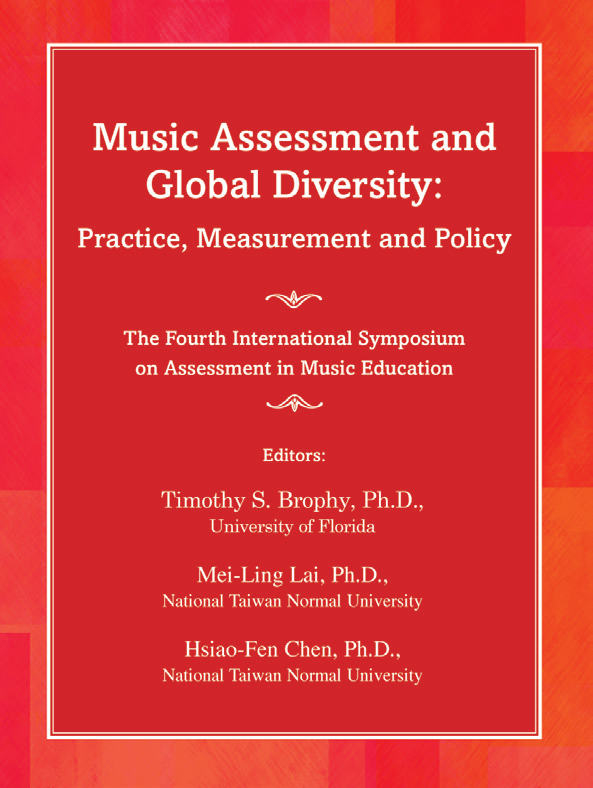 Music Assessment and
Global Diversity:
Practice, Measurement and Policy
The Fourth International Symposium
on Assessment in Music Education
Editors:
Timothy S. Brophy, Ph.D.,
University of Florida
Mei-Ling Lai, Ph.D.,
National Taiwan Normal University
Hsiao-Fen Chen, Ph.D.,
National Taiwan Normal University